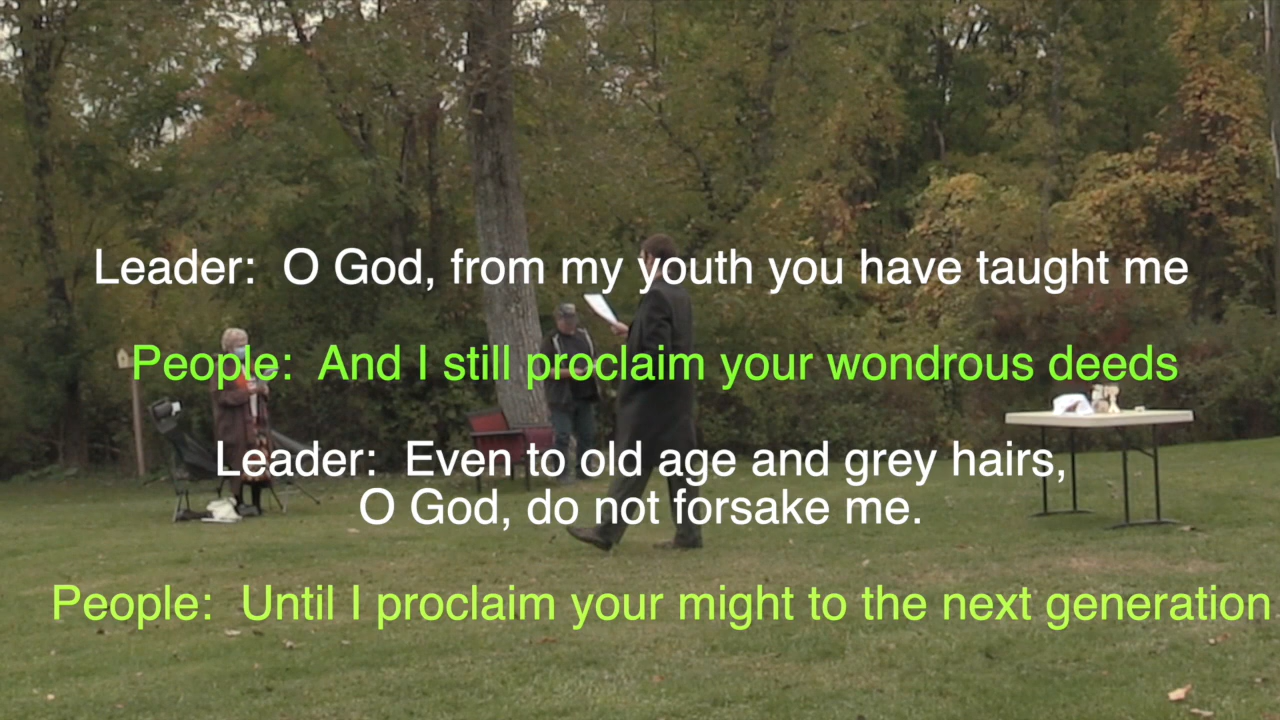 Leader:  O God, from my youth you have taught me
People:  And I still proclaim your wondrous deeds
Leader:  Even to old age and grey hairs,
O God, do not forsake me.
People:  Until I proclaim your might to the next generation